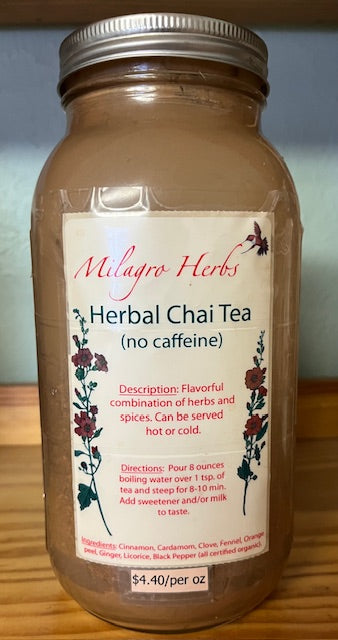 Milagro Herbs
Herbal Chai Tea
(no caffeine)
Description: Flavorful
combination of herbs and
spices. Can be served
hot or cold.
Directions: Pour 8 ounces
boiling water over 1 tsp. of
tea and steep for 8-10 min.
Add sweetener and/or milk
to taste.
Ingredients: Cinnamon, Cardamom, Clove, Fennel, Orange
peel, Ginger, Licorice, Black Pepper (all certified organic).
$4.40/per oz